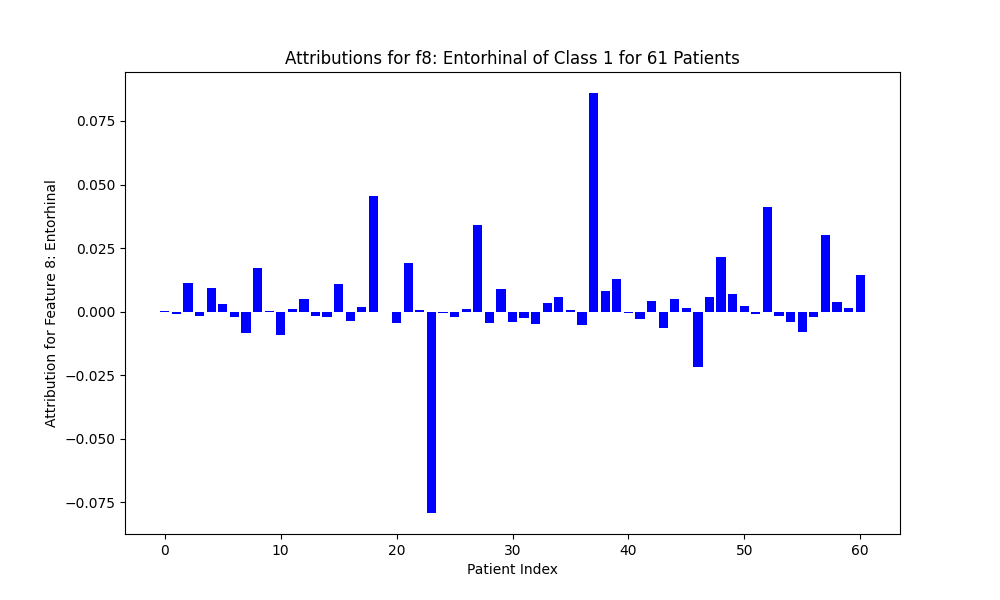 Attributions for f8: Entorhinal of Class 1 for 61 Patients
Attribution for Feature 8: Entorhinal
0.075
0.050
0.025
0.000
−0.025
−0.050
−0.075
0 10 20 30 40 50 60
Patient Index